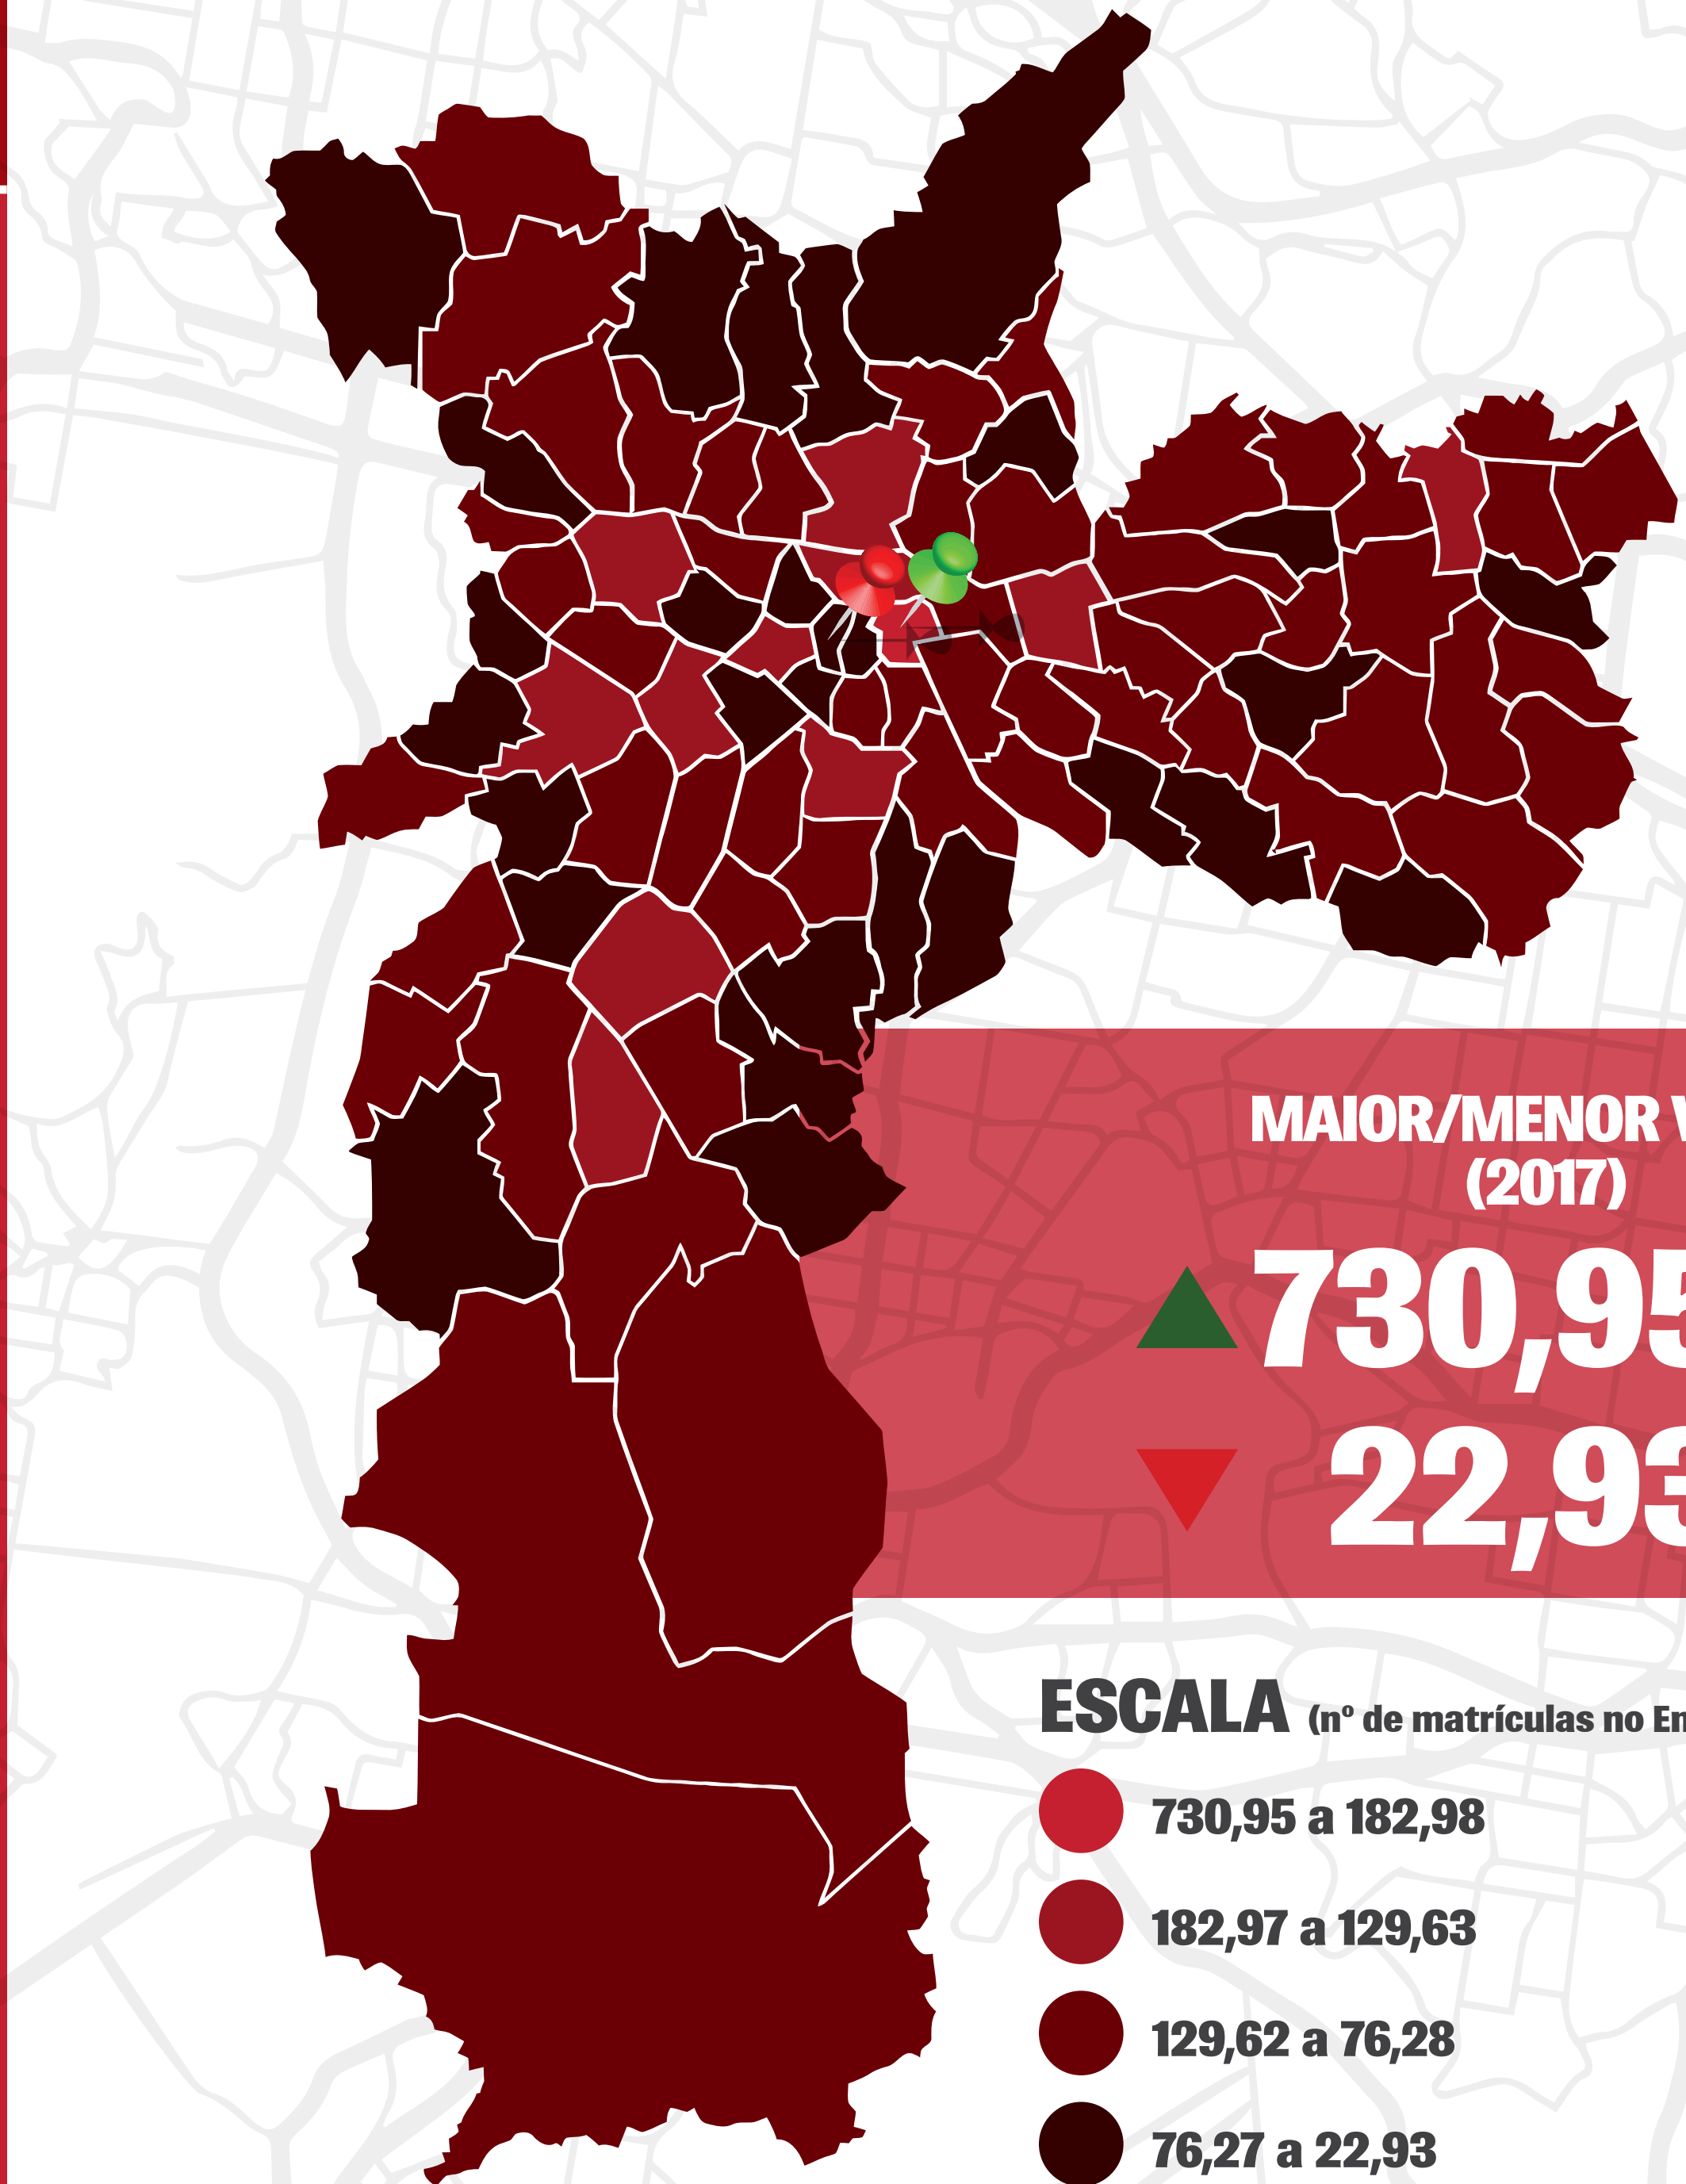 MAIOR/MENOR
(2017)
730,95
22,93
ESCALA (nº de matrículas no
730,95 a 182,98
182,97 a 129,63
129,62 a 76,28
76,27 a 22,93